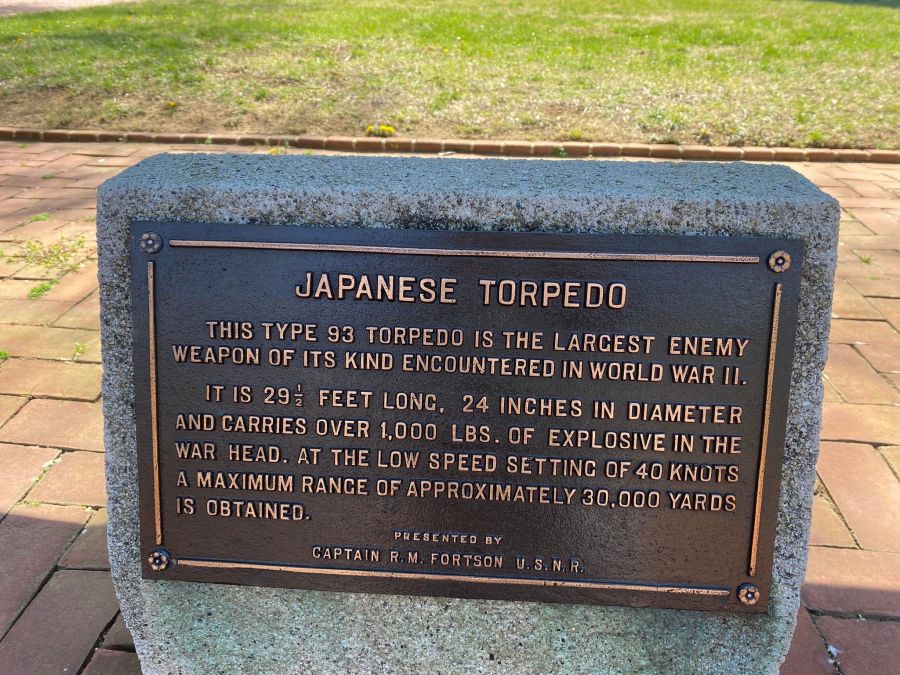 JAPANESE TORPEDO
THIS TYPE 93 TORPEDO IS THE LARGEST ENEMY
WEAPON OF ITS KIND ENCOUNTERED IN WORLD WAR II.
IT IS 29½ FEET LONG, 24 INCHES IN DIAMETER
AND CARRIES OVER 1,000 LBS. OF EXPLOSIVE IN THE
WAR HEAD. AT THE LOW SPEED SETTING OF 40 KNOTS
A MAXIMUM RANGE OF APPROXIMATELY 30,000 YARDS
IS OBTAINED.
PRESENTED BY
CAPTAIN R.M. FORTSON U.S.N.R.